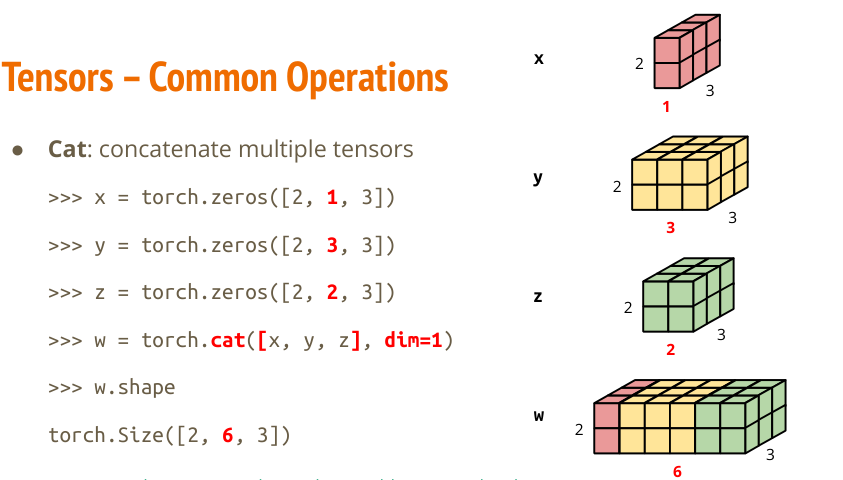 Tensors – Common Operations
● Cat: concatenate multiple tensors
>>> x = torch.zeros([2, 1, 3])
>>> y = torch.zeros([2, 3, 3])
>>> z = torch.zeros([2, 2, 3])
>>> w = torch.cat([x, y, z], dim=1)
>>> w.shape
torch.Size([2, 6, 3])
x
2
3
1
y
2
3
3
z
2
3
2
w
2
3
6